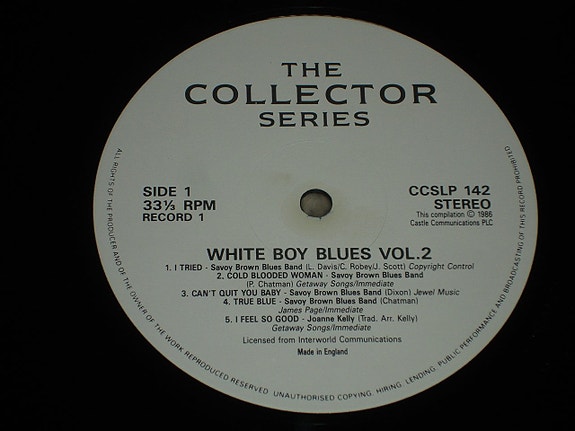 THE
COLLECTOR
SERIES
SIDE 1
33⅓ RPM
RECORD 1
CCSLP 142
STEREO
This compilation © 1986
Castle Communications PLC
WHITE BOY BLUES VOL.2
1. I TRIED - Savoy Brown Blues Band (L. Davis/C. Robey/J. Scott) Copyright Control
2. COLD BLOODED WOMAN - Savoy Brown Blues Band
(P. Chatman) Getaway Songs/Immediate
3. CAN'T QUIT YOU BABY - Savoy Brown Blues Band (Dixon) Jewel Music
4. TRUE BLUE - Savoy Brown Blues Band (Chatman)
James Page/Immediate
5. I FEEL SO GOOD - Joanne Kelly (Trad. Arr. Kelly)
Getaway Songs/Immediate
Licensed from Interworld Communications
Made in England
ALL RIGHTS OF THE PRODUCER AND OF THE OWNER OF THE WORK REPRODUCED RESERVED. UNAUTHORISED COPYING, HIRING, LENDING, PUBLIC PERFORMANCE AND BROADCASTING OF THIS RECORD PROHIBITED